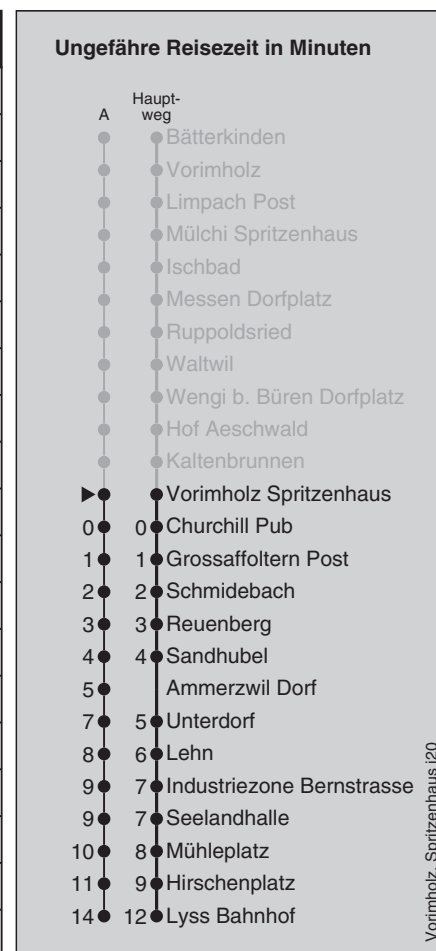 Ungefähre Reisezeit in Minuten
A Haupt-
weg
Bätterkinden
Vorimholz
Limpach Post
Mülchi Spritzenhaus
Ischbad
Messen Dorfplatz
Ruppoldsried
Waltwil
Wengi b. Büren Dorfplatz
Hof Aeschwald
Kaltenbrunnen
Vorimholz Spritzenhaus
0 0 Churchill Pub
1 1 Grossaffoltern Post
2 2 Schmidebach
3 3 Reuenberg
4 4 Sandhubel
5 Ammerzwil Dorf
7 5 Unterdorf
8 6 Lehn
9 7 Industriezone Bernstrasse
9 7 Seelandhalle
10 8 Mühleplatz
11 9 Hirschenplatz
14 12 Lyss Bahnhof
Vorimholz, Spritzenhaus j20